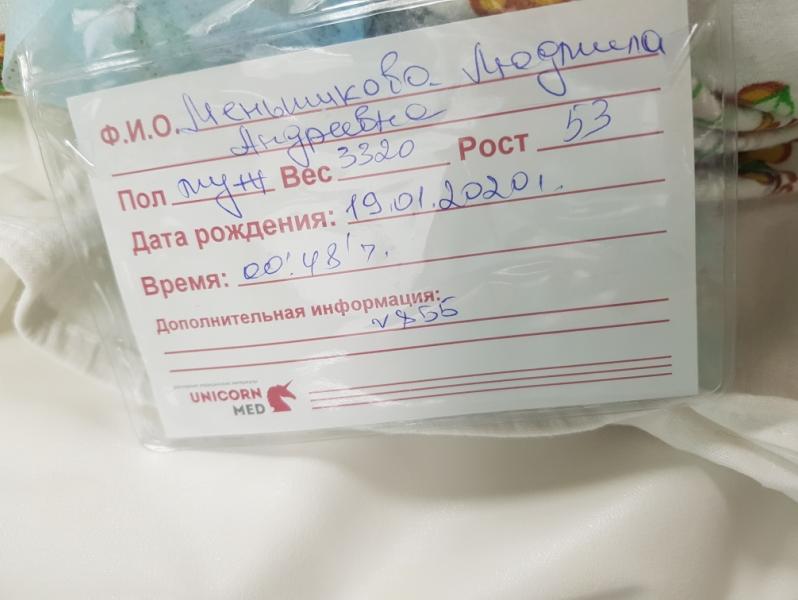 Ф.И.О. Меньшикова Людмила
Андреевна
Пол муж Вес 3320 Рост 53
Дата рождения: 19.01.2020г.
Время: 00:48'
Дополнительная информация:
UNICORN
MED